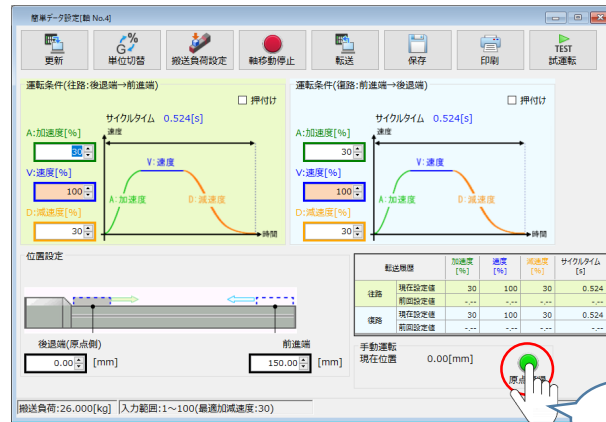 簡単データ設定[軸 No.4]
更新 単位切替 搬送負荷設定 軸移動停止 転送 保存 印刷 TEST 試運転
運転条件(往路:後退端→前進端)
押付け
サイクルタイム 0.524[s]
A:加速度[%]
30
V:速度[%]
100
D:減速度[%]
30
速度
V:速度
A:加速度
D:減速度
時間
運転条件(復路:前進端→後退端)
押付け
サイクルタイム 0.524[s]
A:加速度[%]
30
V:速度[%]
100
D:減速度[%]
30
速度
V:速度
A:加速度
D:減速度
時間
位置設定
後退端(原点側)
0.00 [mm]
前進端
150.00 [mm]
転送履歴 加速度[%] 速度[%] 減速度[%] サイクルタイム[s]
往路 現在設定値 30 100 30 0.524
前回設定値 -.-- -.-- -.-- -.--
復路 現在設定値 30 100 30 0.524
前回設定値 -.-- -.-- -.-- -.--
手動運転
現在位置 0.00[mm]
原点
搬送負荷:26.000[kg] 入力範囲:1~100(最適加減速度:30)